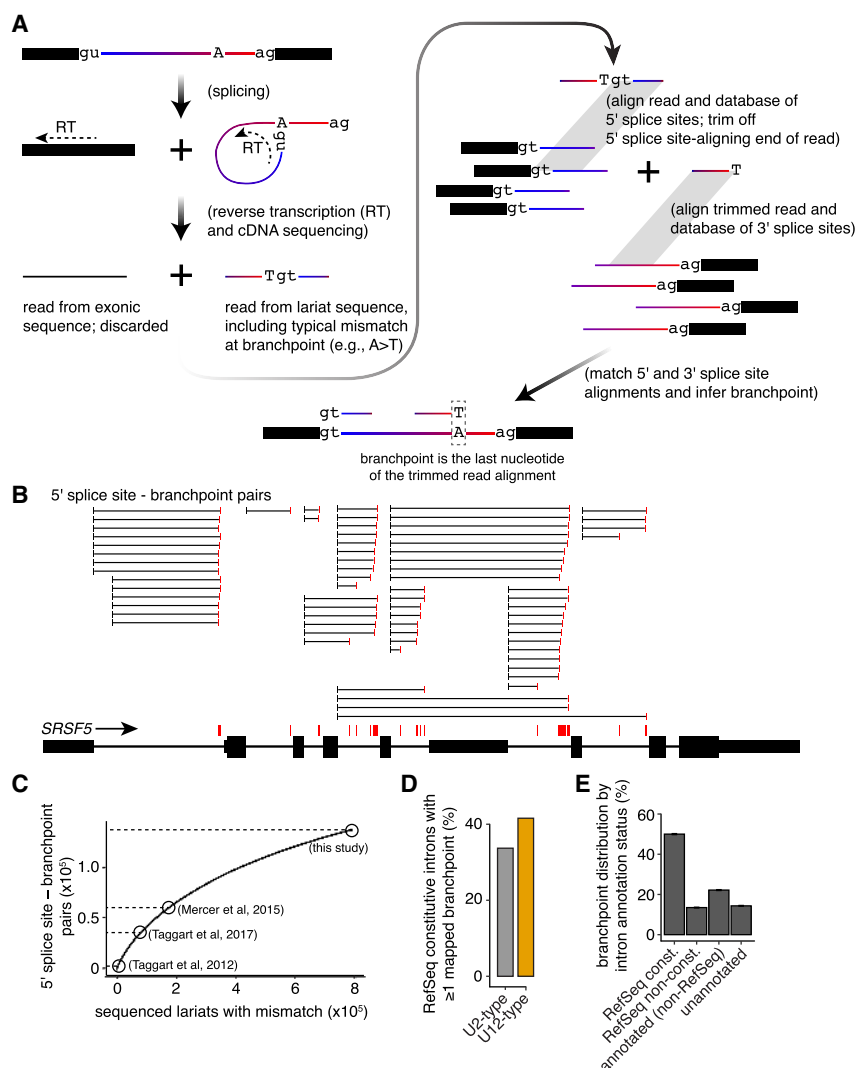 A
gu
A
ag
(splicing)
RT
A
gu
ag
RT
(reverse transcription (RT)
and cDNA sequencing)
Tgt
read from exonic
sequence; discarded
read from lariat sequence,
including typical mismatch
at branchpoint (e.g., A>T)
Tgt
(align read and database of
5' splice sites; trim off
5' splice site-aligning end of read)
gt
gt
gt
gt
T
(align trimmed read and
database of 3' splice sites)
ag
ag
ag
ag
(match 5' and 3' splice site
alignments and infer branchpoint)
gt
T
gt
A
ag
branchpoint is the last nucleotide
of the trimmed read alignment
B
5' splice site - branchpoint pairs
SRSF5
C
5' splice site – branchpoint
pairs (x10⁵)
1.0
0.5
0
(this study)
(Mercer et al, 2015)
(Taggart et al, 2017)
(Taggart et al, 2012)
0
2
4
6
8
sequenced lariats with mismatch (x10⁵)
D
RefSeq constitutive introns with
≥1 mapped branchpoint (%)
40
20
0
U2-type
U12-type
E
branchpoint distribution by
intron annotation status (%)
60
40
20
0
RefSeq const.
RefSeq non-const.
annotated (non-RefSeq)
unannotated